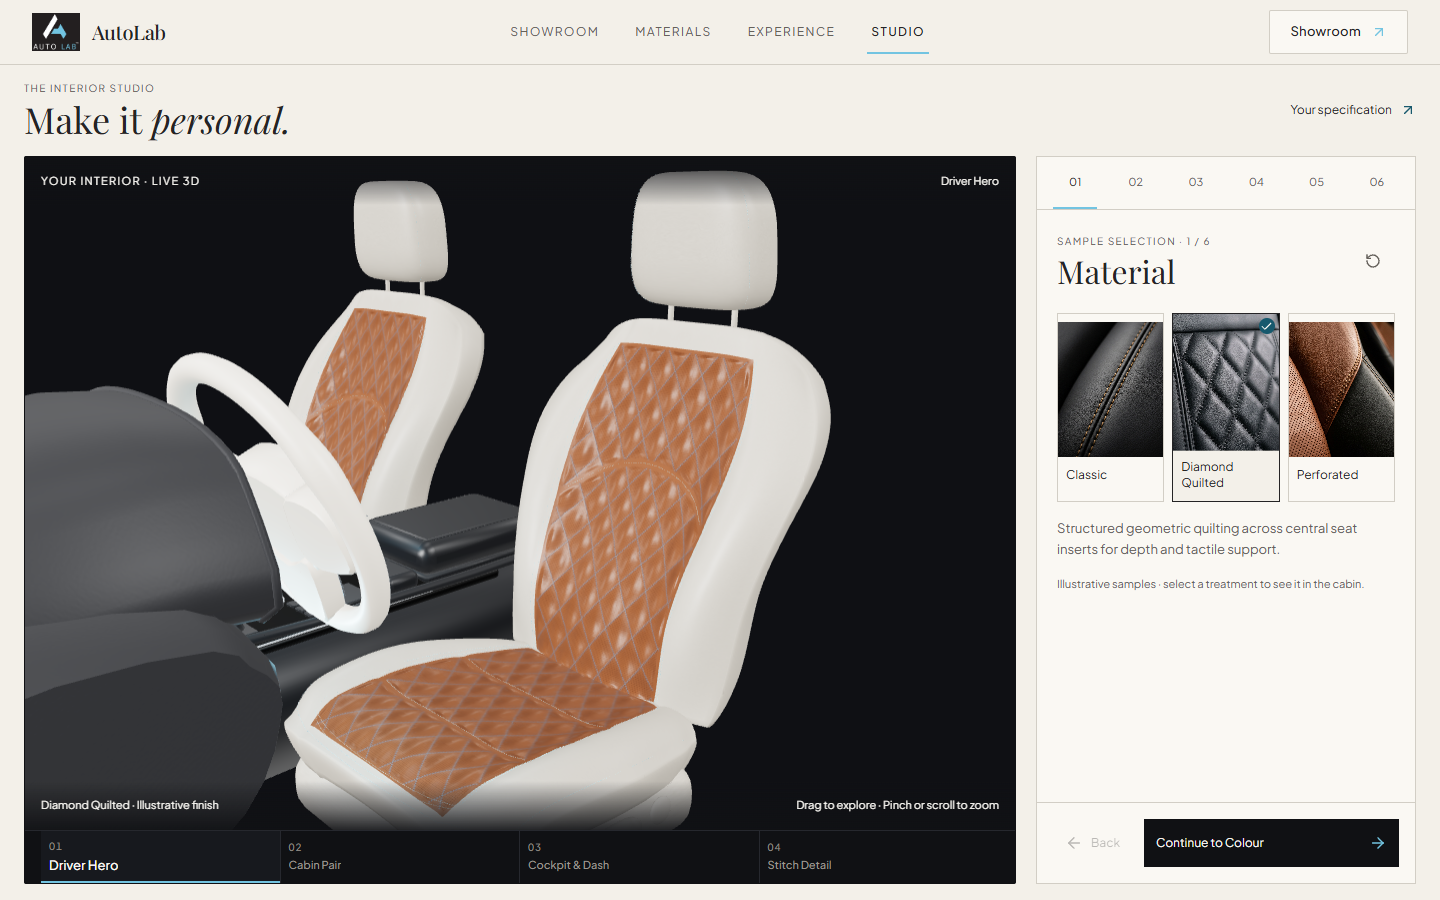 AUTO LAB
AutoLab
SHOWROOM
MATERIALS
EXPERIENCE
STUDIO
Showroom
THE INTERIOR STUDIO
Make it personal.
Your specification
YOUR INTERIOR · LIVE 3D
Driver Hero
Diamond Quilted · Illustrative finish
Drag to explore · Pinch or scroll to zoom
01
Driver Hero
02
Cabin Pair
03
Cockpit & Dash
04
Stitch Detail
01
02
03
04
05
06
SAMPLE SELECTION · 1 / 6
Material
Classic
Diamond
Quilted
Perforated
Structured geometric quilting across central seat
inserts for depth and tactile support.
Illustrative samples · select a treatment to see it in the cabin.
Back
Continue to Colour